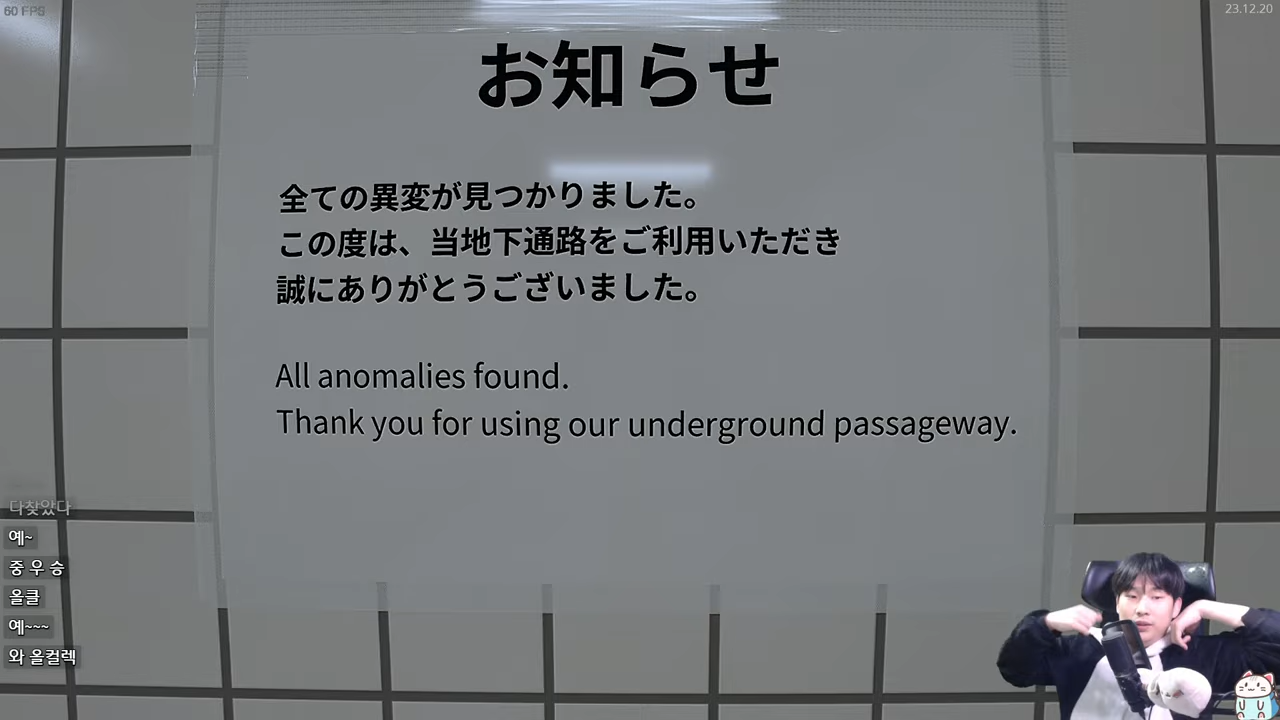 60 FPS
23.12.20
お知らせ
全ての異変が見つかりました。
この度は、当地下通路をご利用いただき
誠にありがとうございました。
All anomalies found.
Thank you for using our underground passageway.
다찾았다
예~
중 우 승
올클
예~~~
와 올컬렉